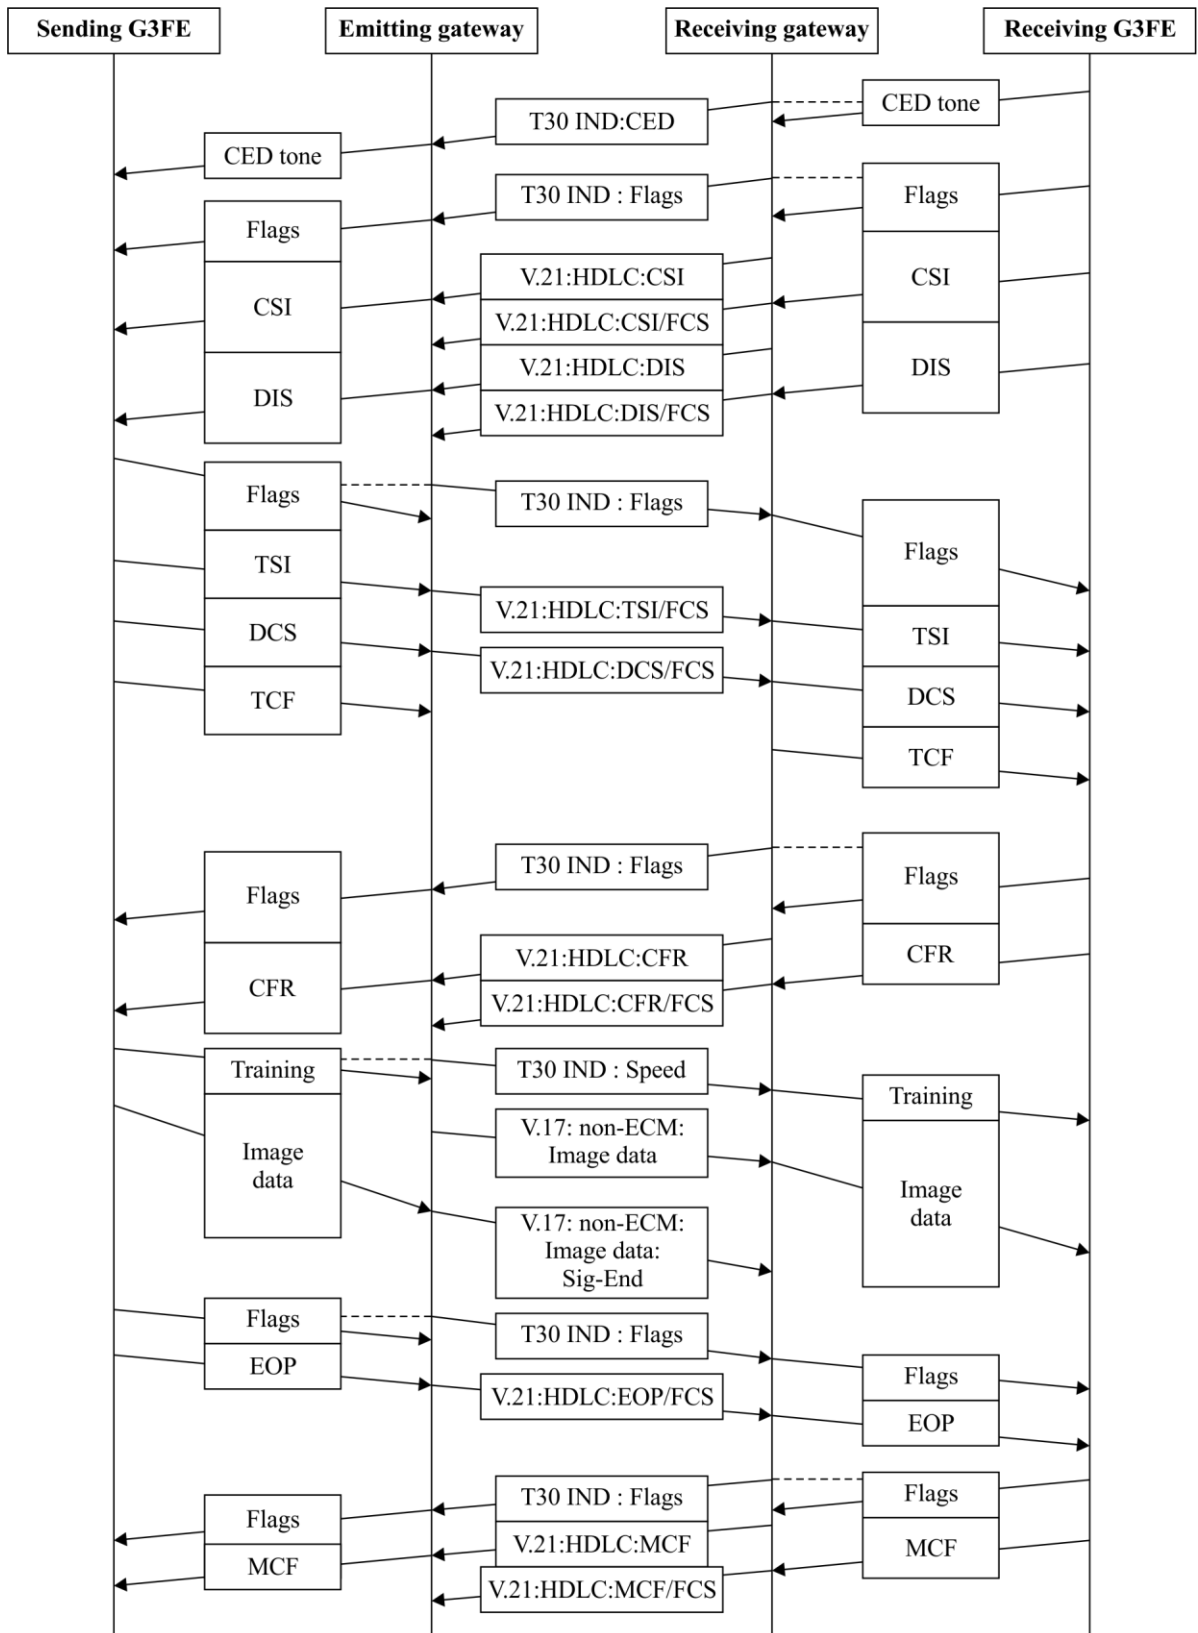 Sending G3FE
Emitting gateway
Receiving gateway
Receiving G3FE
CED tone
T30 IND:CED
CED tone
Flags
T30 IND : Flags
Flags
CSI
V.21:HDLC:CSI
CSI
V.21:HDLC:CSI/FCS
DIS
V.21:HDLC:DIS
DIS
V.21:HDLC:DIS/FCS
Flags
T30 IND : Flags
Flags
TSI
V.21:HDLC:TSI/FCS
TSI
DCS
V.21:HDLC:DCS/FCS
DCS
TCF
TCF
T30 IND : Flags
Flags
Flags
V.21:HDLC:CFR
CFR
CFR
V.21:HDLC:CFR/FCS
Training
T30 IND : Speed
Training
V.17: non-ECM:
Image data
Image
data
Image
data
V.17: non-ECM:
Image data:
Sig-End
Flags
T30 IND : Flags
Flags
EOP
V.21:HDLC:EOP/FCS
EOP
T30 IND : Flags
Flags
Flags
V.21:HDLC:MCF
MCF
MCF
V.21:HDLC:MCF/FCS